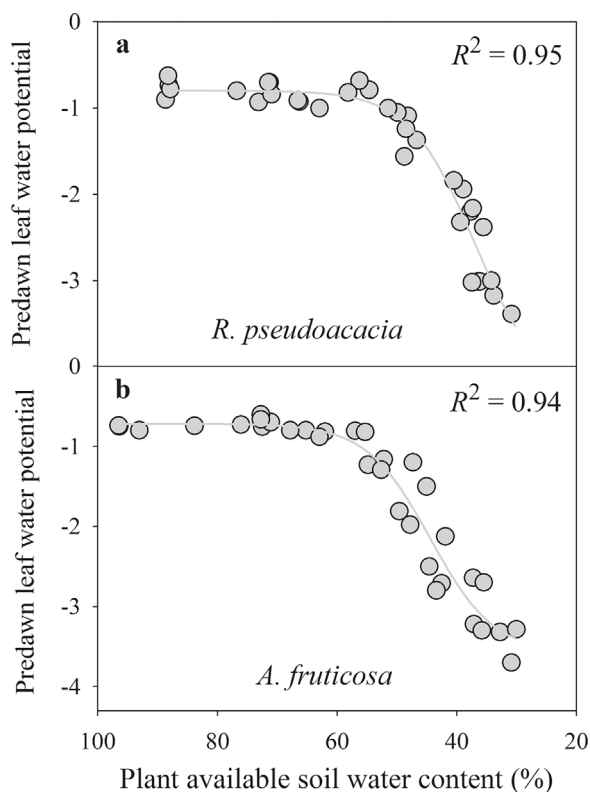 0
a
R² = 0.95
-1
-2
-3
Predawn leaf water potential
R. pseudoacacia
0
b
R² = 0.94
-1
-2
-3
-4
Predawn leaf water potential
A. fruticosa
100 80 60 40 20
Plant available soil water content (%)